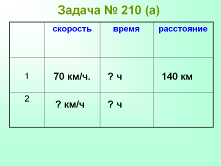 Задача № 210 (а)
скорость время расстояние
1 70 км/ч. ? ч 140 км
2 ? км/ч ? ч